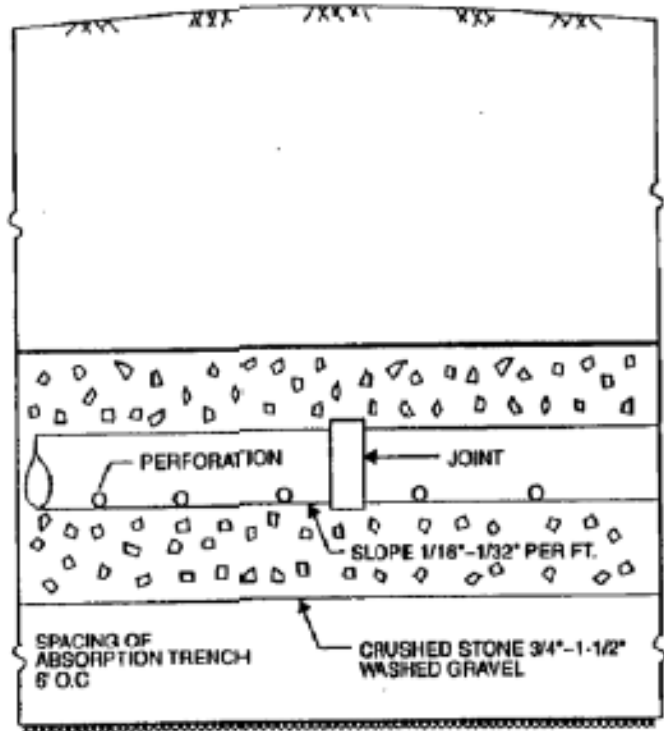 PERFORATION
JOINT
SLOPE 1/16"-1/32" PER FT.
SPACING OF
ABSORPTION TRENCH
6' O.C
CRUSHED STONE 3/4"-1-1/2"
WASHED GRAVEL